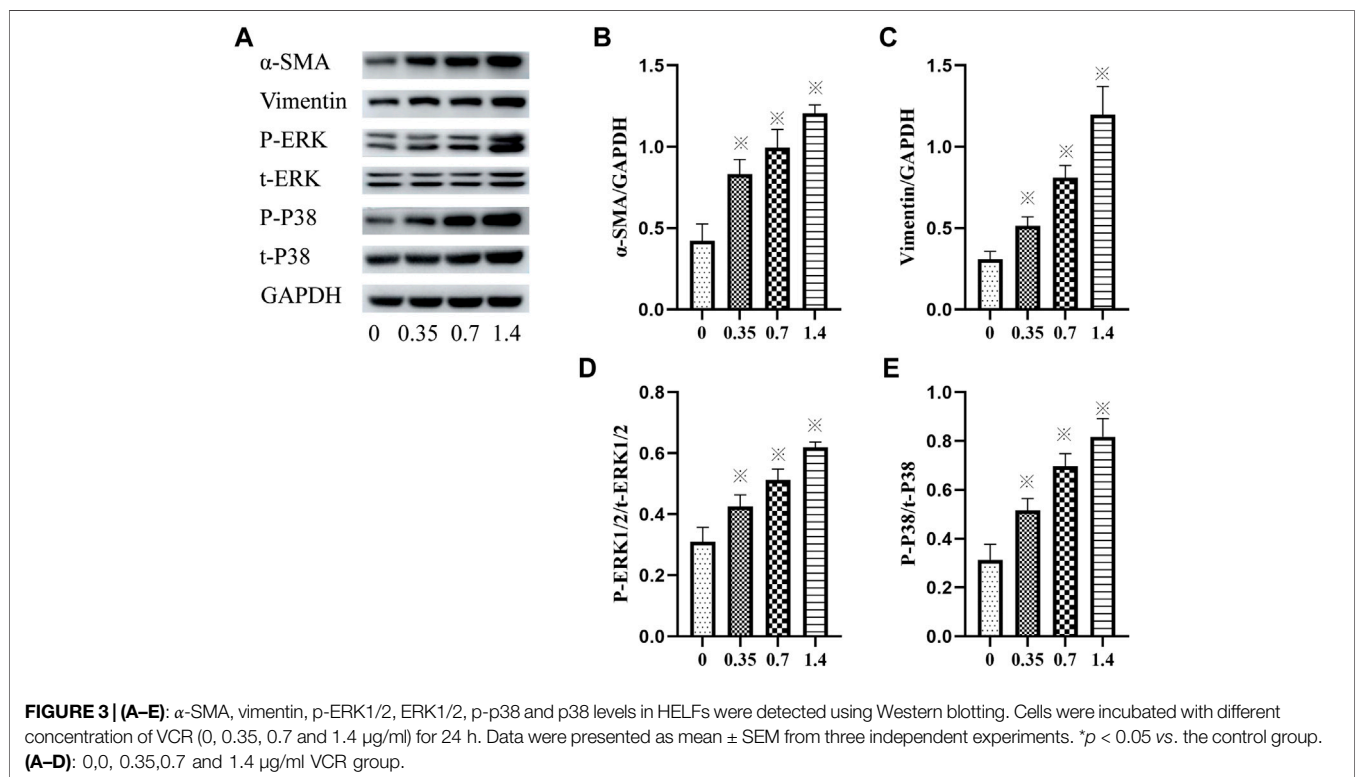 A
α-SMA
Vimentin
P-ERK
t-ERK
P-P38
t-P38
GAPDH
0 0.35 0.7 1.4
B
α-SMA/GAPDH
1.5
1.0
0.5
0.0
※ ※ ※
0 0.35 0.7 1.4
C
Vimentin/GAPDH
1.5
1.0
0.5
0.0
※ ※ ※
0 0.35 0.7 1.4
D
P-ERK1/2/t-ERK1/2
0.8
0.6
0.4
0.2
0.0
※ ※ ※
0 0.35 0.7 1.4
E
P-P38/t-P38
1.0
0.8
0.6
0.4
0.2
0.0
※ ※ ※
0 0.35 0.7 1.4
FIGURE 3 | (A–E): α-SMA, vimentin, p-ERK1/2, ERK1/2, p-p38 and p38 levels in HELFs were detected using Western blotting. Cells were incubated with different
concentration of VCR (0, 0.35, 0.7 and 1.4 μg/ml) for 24 h. Data were presented as mean ± SEM from three independent experiments. *p < 0.05 vs. the control group.
(A–D): 0,0, 0.35,0.7 and 1.4 μg/ml VCR group.